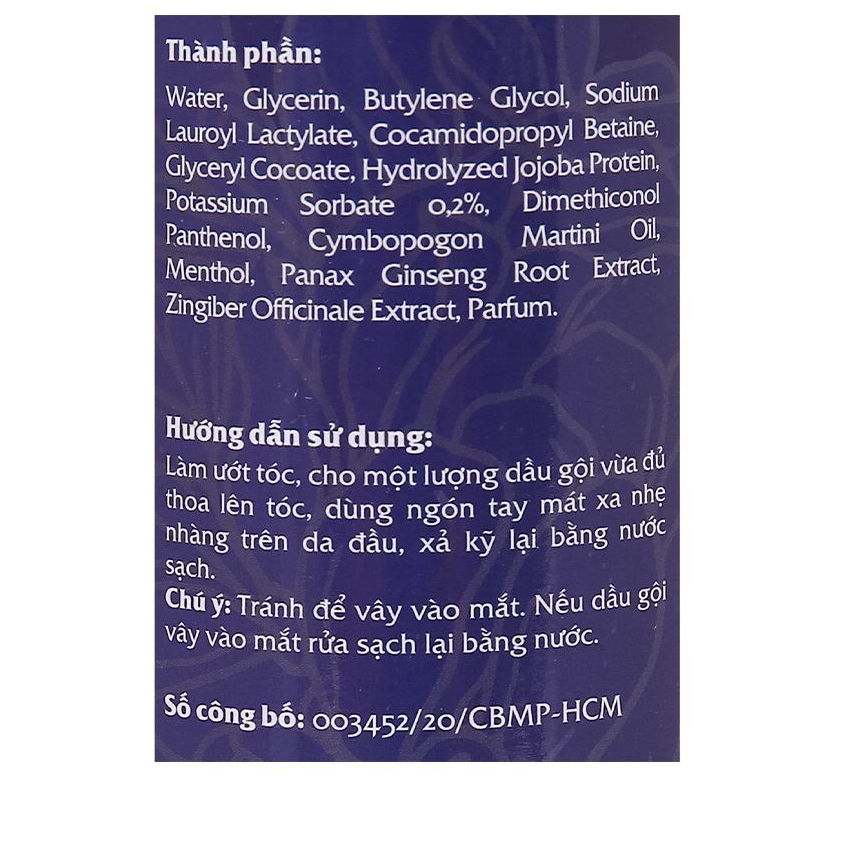 Thành phần:
Water, Glycerin, Butylene Glycol, Sodium
Lauroyl Lactylate, Cocamidopropyl Betaine,
Glyceryl Cocoate, Hydrolyzed Jojoba Protein,
Potassium Sorbate 0,2%, Dimethiconol
Panthenol, Cymbopogon Martini Oil,
Menthol, Panax Ginseng Root Extract,
Zingiber Officinale Extract, Parfum.
Hướng dẫn sử dụng:
Làm ướt tóc, cho một lượng dầu gội vừa đủ
thoa lên tóc, dùng ngón tay mát xa nhẹ
nhàng trên da đầu, xả kỹ lại bằng nước
sạch.
Chú ý: Tránh để vây vào mắt. Nếu dầu gội
vây vào mắt rửa sạch lại bằng nước.
Số công bố: 003452/20/CBMP-HCM